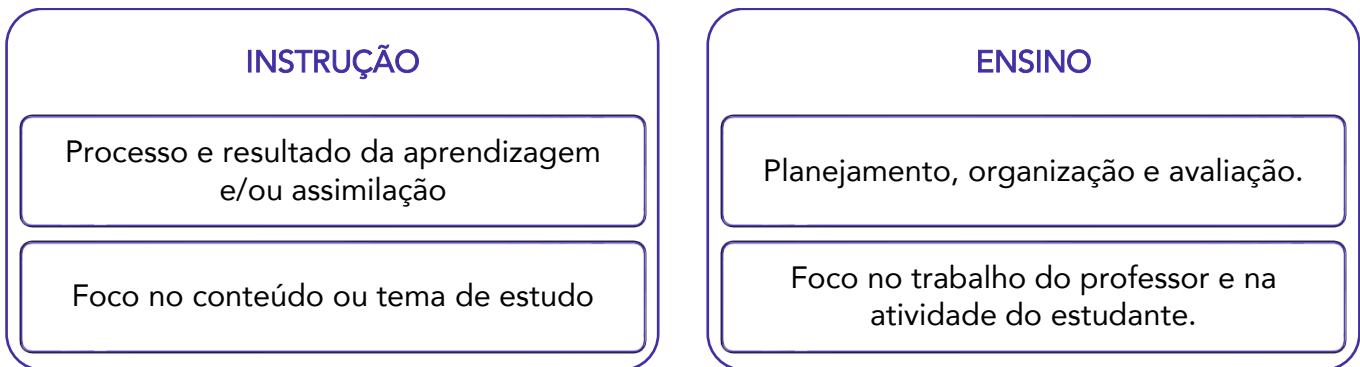 INSTRUÇÃO
Processo e resultado da aprendizagem
e/ou assimilação
Foco no conteúdo ou tema de estudo
ENSINO
Planejamento, organização e avaliação.
Foco no trabalho do professor e na
atividade do estudante.